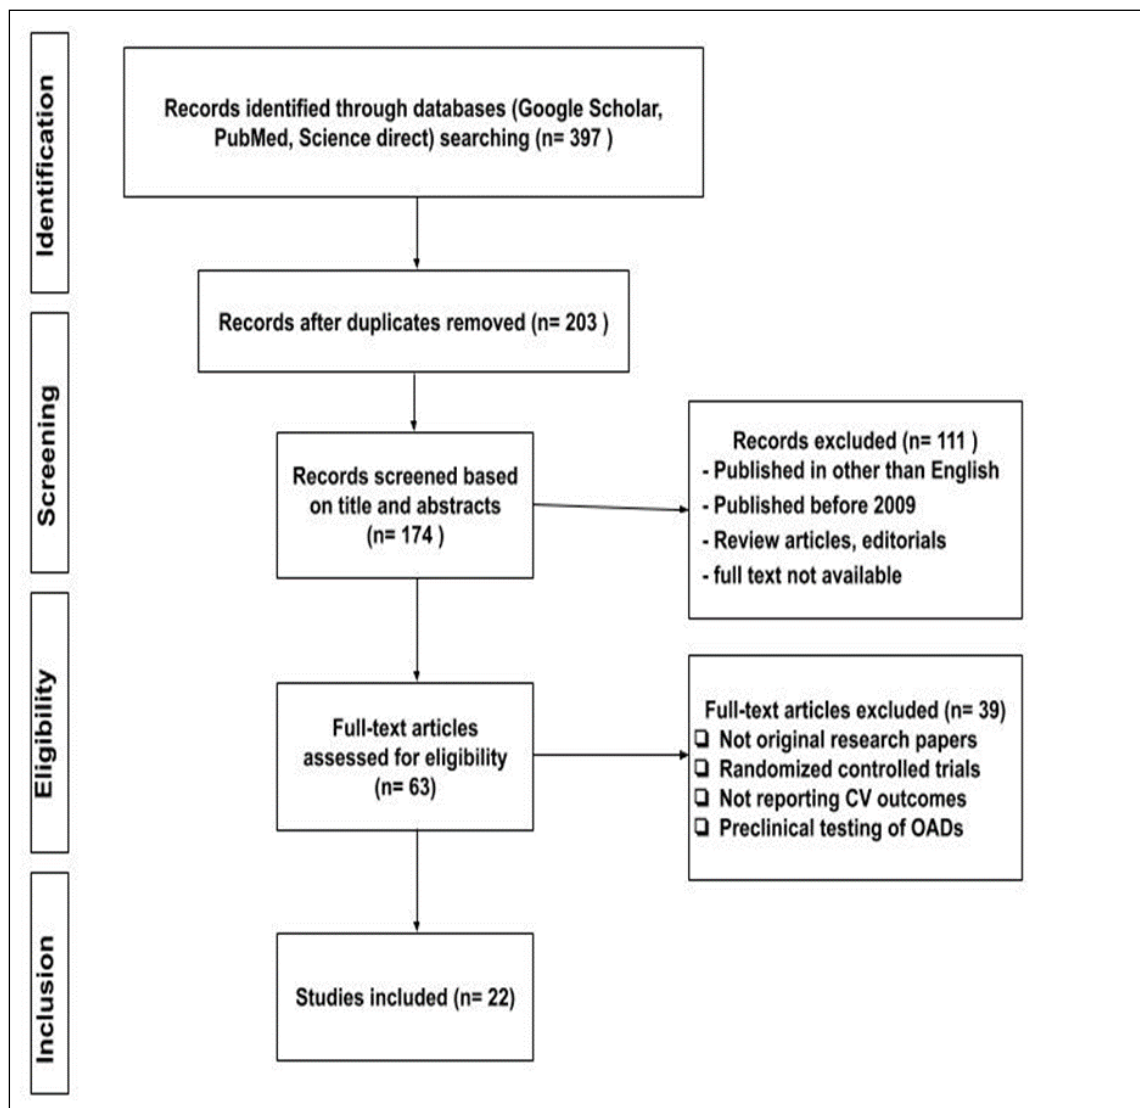 Identification
Records identified through databases (Google Scholar,
PubMed, Science direct) searching (n= 397 )
Records after duplicates removed (n= 203 )
Screening
Records screened based
on title and abstracts
(n= 174 )
Records excluded (n= 111 )
- Published in other than English
- Published before 2009
- Review articles, editorials
- full text not available
Eligibility
Full-text articles
assessed for eligibility
(n= 63)
Full-text articles excluded (n= 39)
❑ Not original research papers
❑ Randomized controlled trials
❑ Not reporting CV outcomes
❑ Preclinical testing of OADs
Inclusion
Studies included (n= 22)